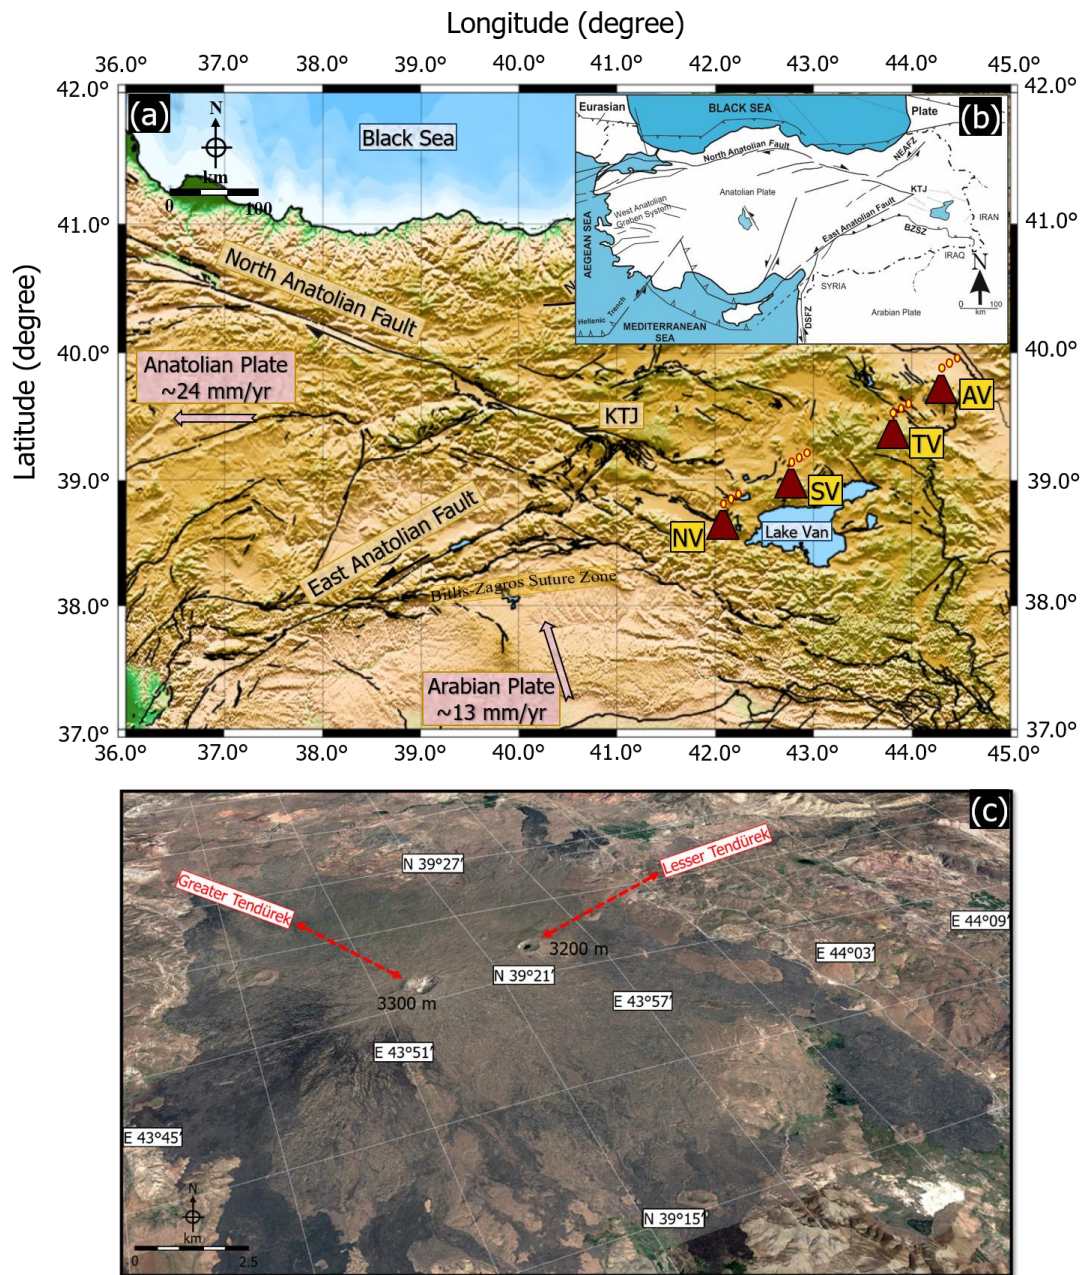 Longitude (degree)
36.0° 37.0° 38.0° 39.0° 40.0° 41.0° 42.0° 43.0° 44.0° 45.0°
42.0° 42.0°
(a)
N
km
0 100
Black Sea
41.0° 41.0°
Latitude (degree)
North Anatolian Fault
N
40.0° 40.0°
Anatolian Plate
~24 mm/yr
KTJ
AV
TV
SV
NV
Lake Van
39.0° 39.0°
East Anatolian Fault
Bitlis-Zagros Suture Zone
38.0° 38.0°
Arabian Plate
~13 mm/yr
37.0° 37.0°
36.0° 37.0° 38.0° 39.0° 40.0° 41.0° 42.0° 43.0° 44.0° 45.0°
(b)
Eurasian
Plate
BLACK SEA
North Anatolian Fault
NEAFZ
KTJ
Anatolian Plate
West Anatolian
Graben System
AEGEAN SEA
East Anatolian Fault
BZSZ
IRAN
IRAQ
SYRIA
Hellenic Trench
MEDITERRANEAN
SEA
DSFZ
Arabian Plate
N
0 100
km
(c)
N 39°27'
Lesser Tendürek
Greater Tendürek
E 44°09'
3200 m
E 44°03'
N 39°21'
3300 m
E 43°57'
E 43°51'
E 43°45'
N 39°15'
N
km
0 2.5